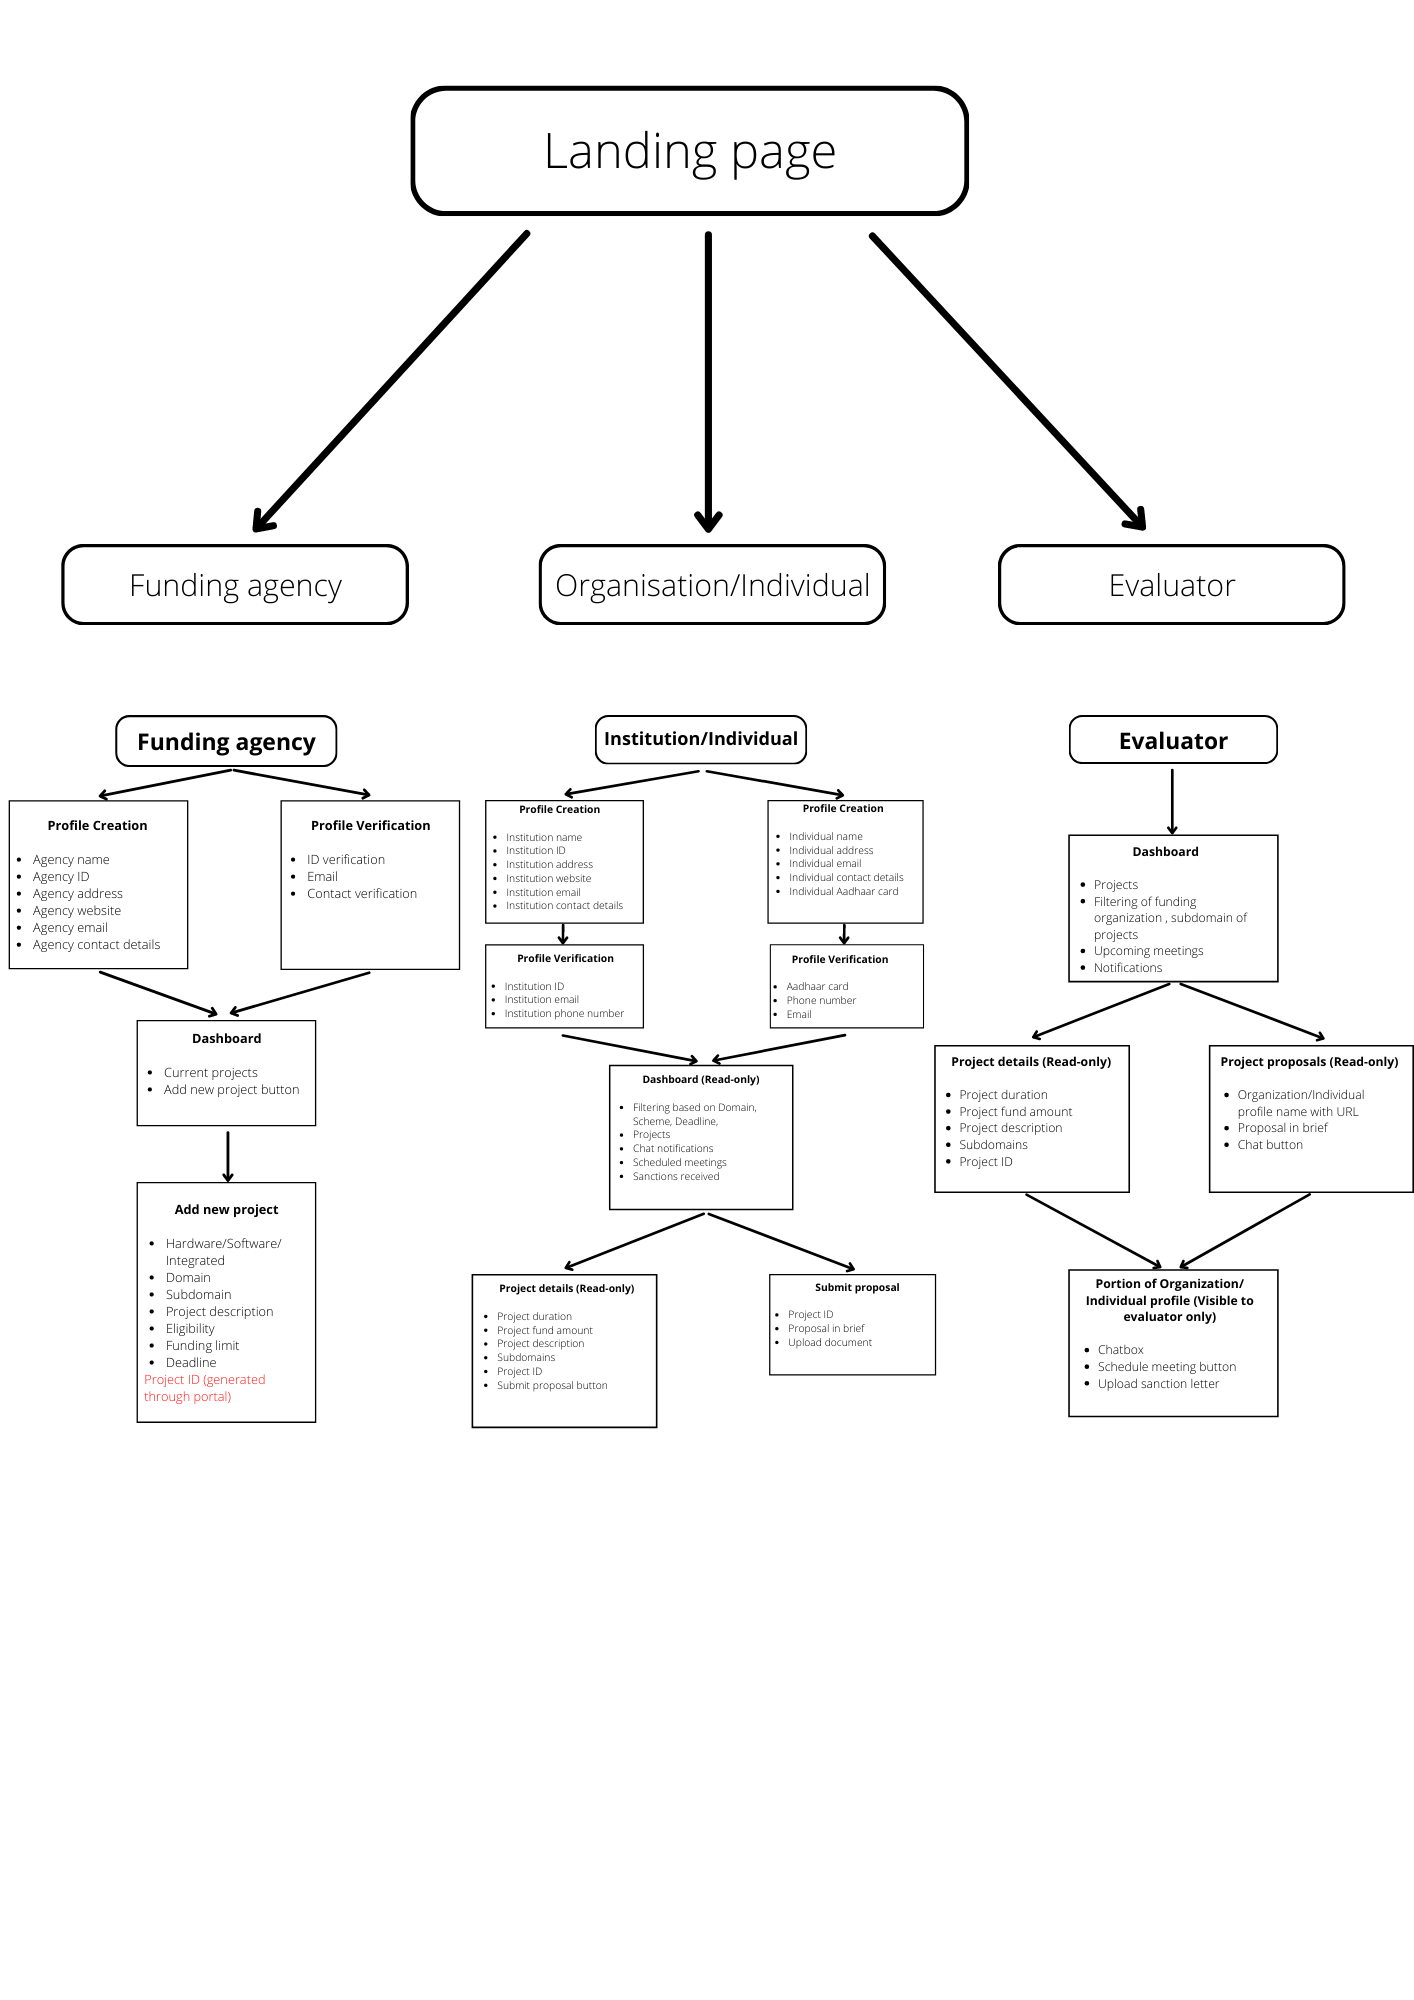 Landing page
Funding agency
Organisation/Individual
Evaluator
Funding agency
Profile Creation
Agency name
Agency ID
Agency address
Agency website
Agency email
Agency contact details
Profile Verification
ID verification
Email
Contact verification
Dashboard
Current projects
Add new project button
Add new project
Hardware/Software/
Integrated
Domain
Subdomain
Project description
Eligibility
Funding limit
Deadline
Project ID (generated
through portal)
Institution/Individual
Profile Creation
Institution name
Institution ID
Institution address
Institution website
Institution email
Institution contact details
Profile Creation
Individual name
Individual address
Individual email
Individual contact details
Individual Aadhaar card
Profile Verification
Institution ID
Institution email
Institution phone number
Profile Verification
Aadhaar card
Phone number
Email
Dashboard (Read-only)
Filtering based on Domain,
Scheme, Deadline,
Projects
Chat notifications
Scheduled meetings
Sanctions received
Project details (Read-only)
Project duration
Project fund amount
Project description
Subdomains
Project ID
Submit proposal button
Submit proposal
Project ID
Proposal in brief
Upload document
Evaluator
Dashboard
Projects
Filtering of funding
organization , subdomain of
projects
Upcoming meetings
Notifications
Project details (Read-only)
Project duration
Project fund amount
Project description
Subdomains
Project ID
Project proposals (Read-only)
Organization/Individual
profile name with URL
Proposal in brief
Chat button
Portion of Organization/
Individual profile (Visible to
evaluator only)
Chatbox
Schedule meeting button
Upload sanction letter